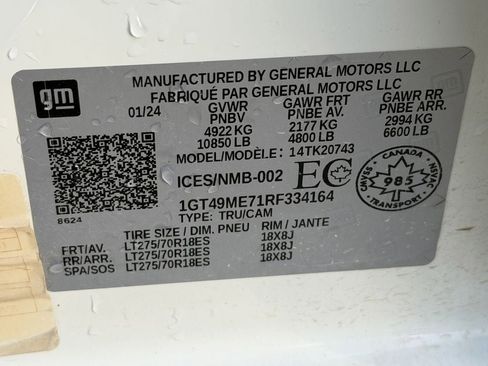 gm
MANUFACTURED BY GENERAL MOTORS LLC
FABRIQUÉ PAR GENERAL MOTORS LLC
01/24 GVWR GAWR FRT GAWR RR
PNBV PNBE AV. PNBE ARR.
4922 KG 2177 KG 2994 KG
10850 LB 4800 LB 6600 LB
MODEL/MODÈLE: 14TK20743
ICES/NMB-002 EC
CANADA
985
TRANSPORT
NSVC
1GT49ME71RF334164
TYPE: TRU/CAM
8624
TIRE SIZE / DIM. PNEU RIM / JANTE
FRT/AV. LT275/70R18ES 18X8J
RR/ARR. LT275/70R18ES 18X8J
SPA/SOS LT275/70R18ES 18X8J